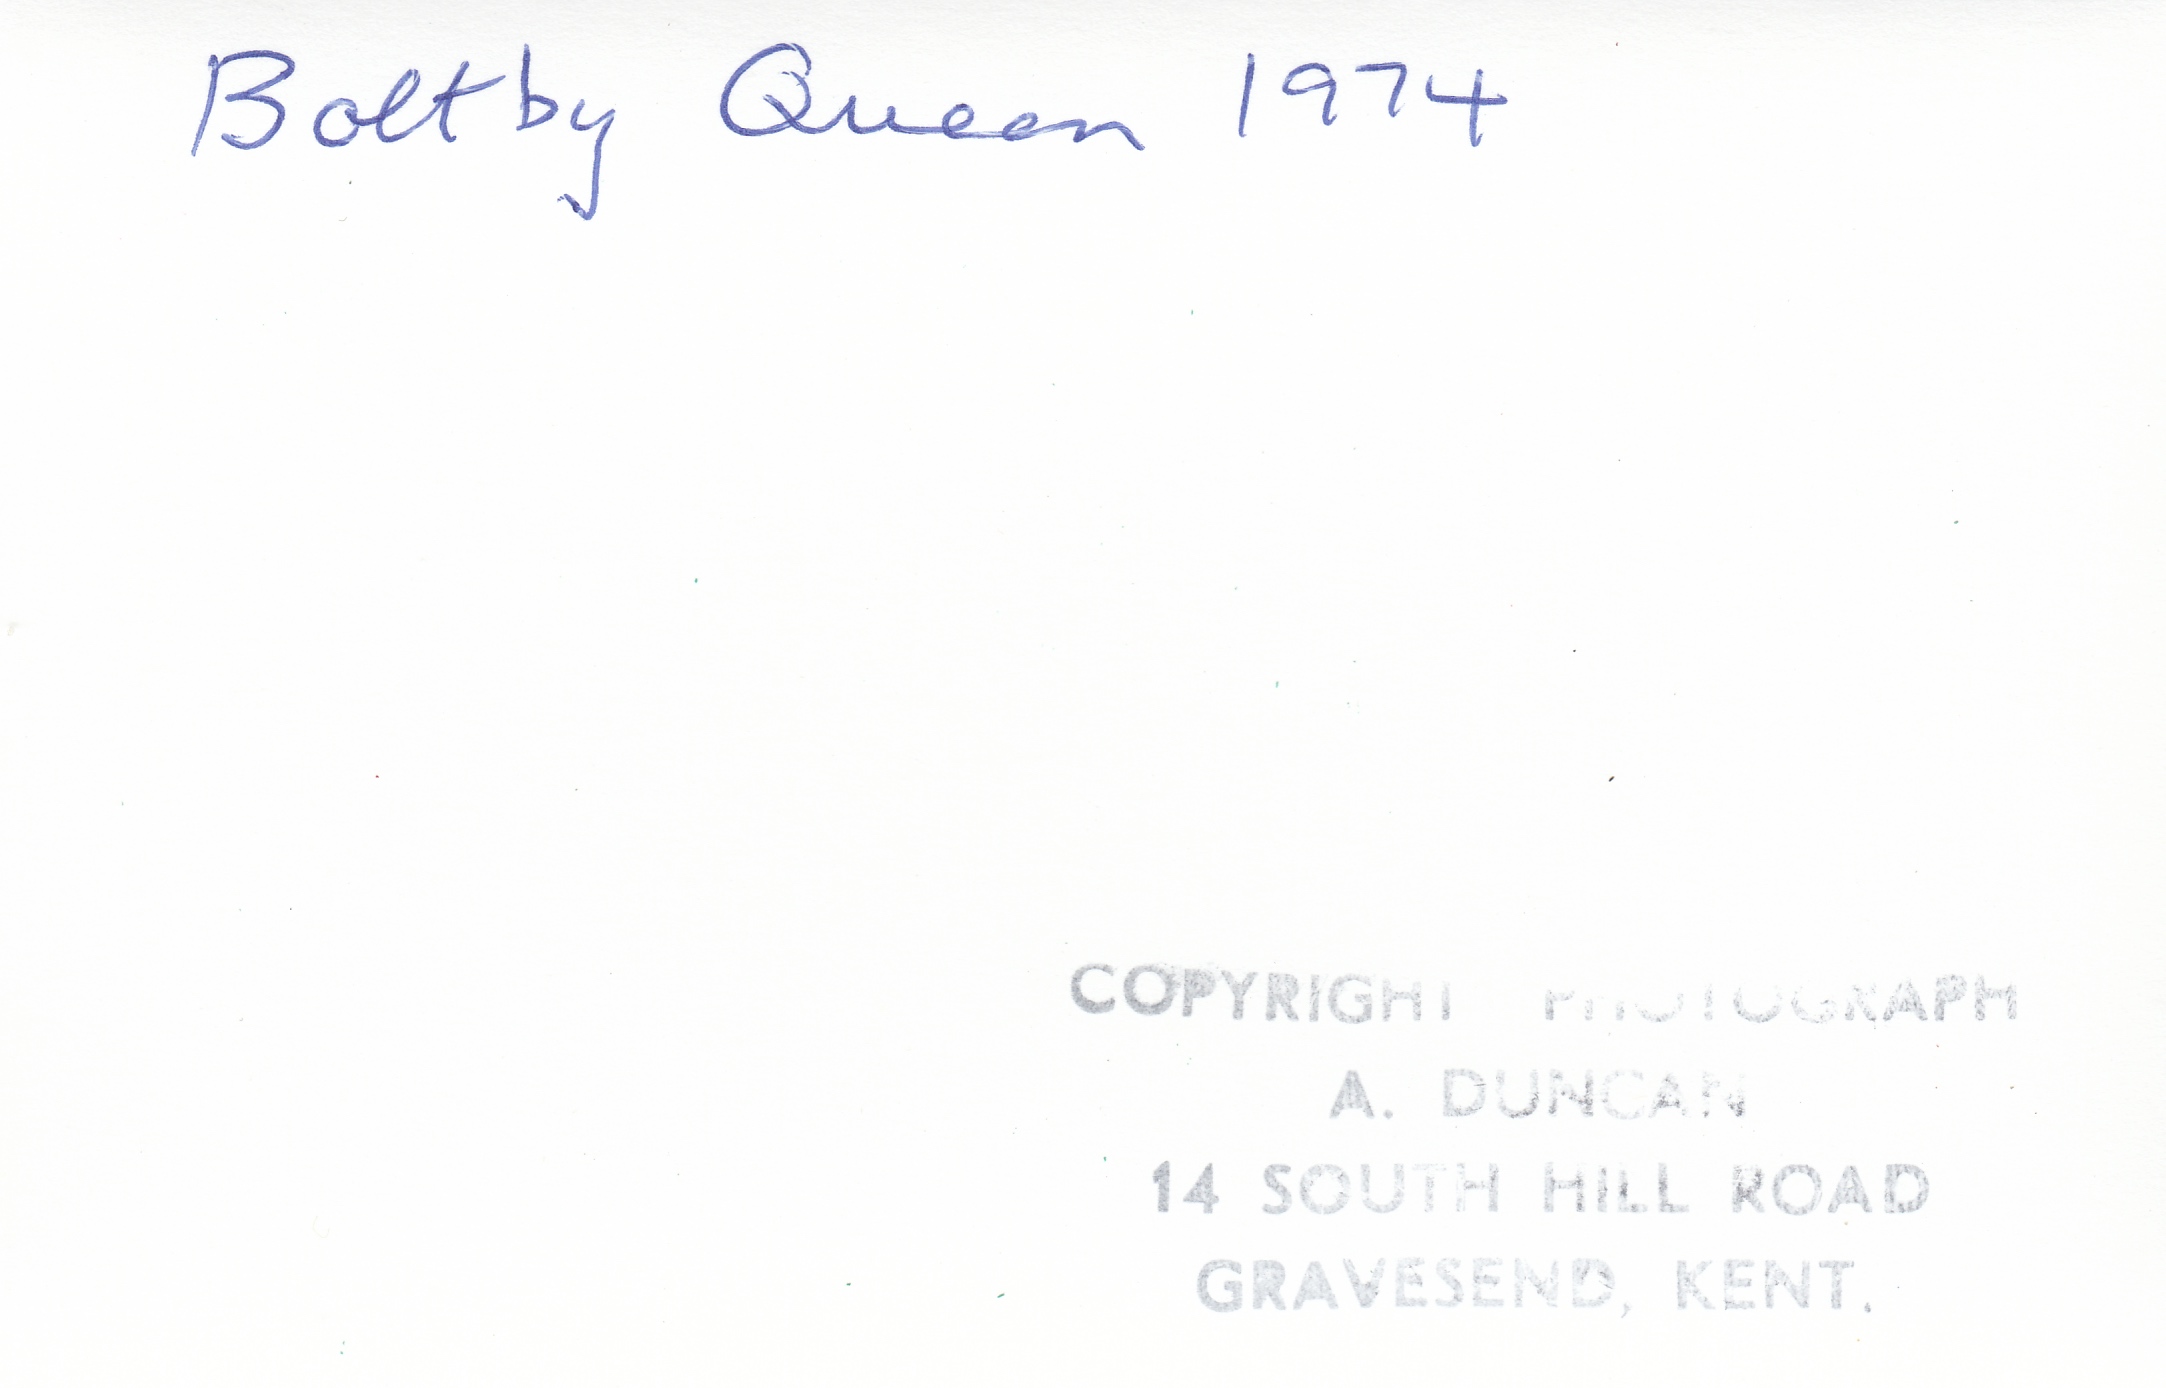 Boltby Queen 1974
COPYRIGHT PHOTOGRAPH
A. DUNCAN
14 SOUTH HILL ROAD
GRAVESEND, KENT.